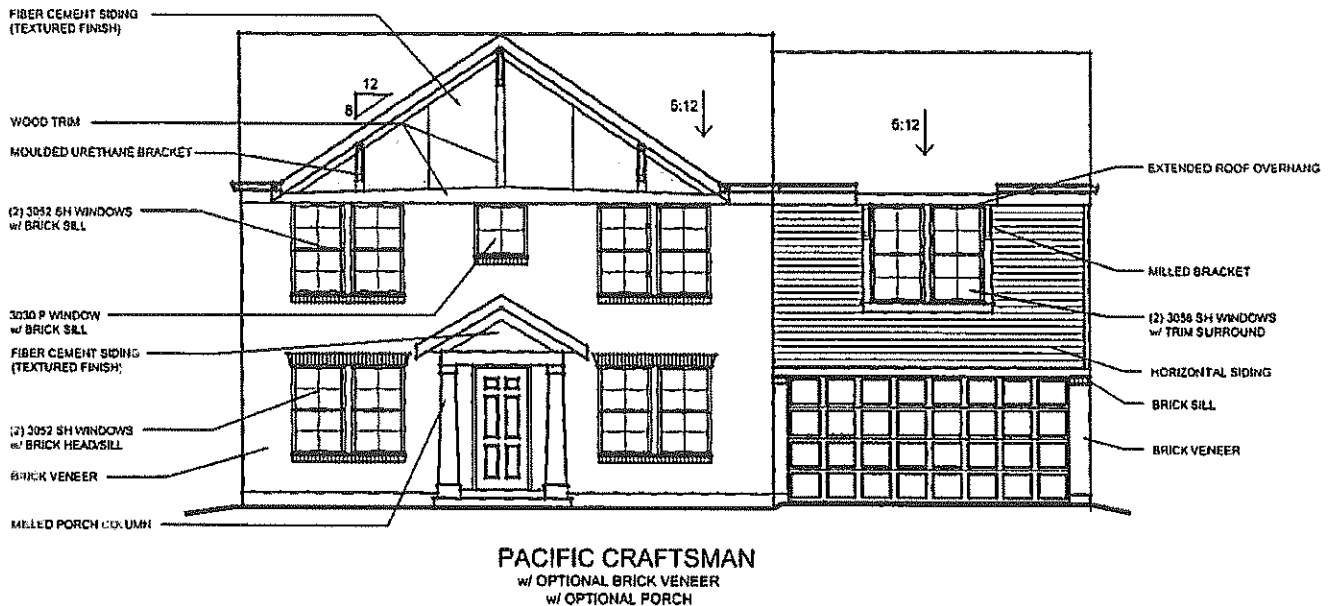 FIBER CEMENT SIDING
(TEXTURED FINISH)
12
8
6:12
6:12
WOOD TRIM
MOULDED URETHANE BRACKET
EXTENDED ROOF OVERHANG
(2) 3052 SH WINDOWS
w/ BRICK SILL
MILLED BRACKET
3030 P WINDOW
w/ BRICK SILL
(2) 3056 SH WINDOWS
w/ TRIM SURROUND
FIBER CEMENT SIDING
(TEXTURED FINISH)
HORIZONTAL SIDING
BRICK SILL
(2) 3052 SH WINDOWS
w/ BRICK HEAD/SILL
BRICK VENEER
BRICK VENEER
MILLED PORCH COLUMN
PACIFIC CRAFTSMAN
w/ OPTIONAL BRICK VENEER
w/ OPTIONAL PORCH